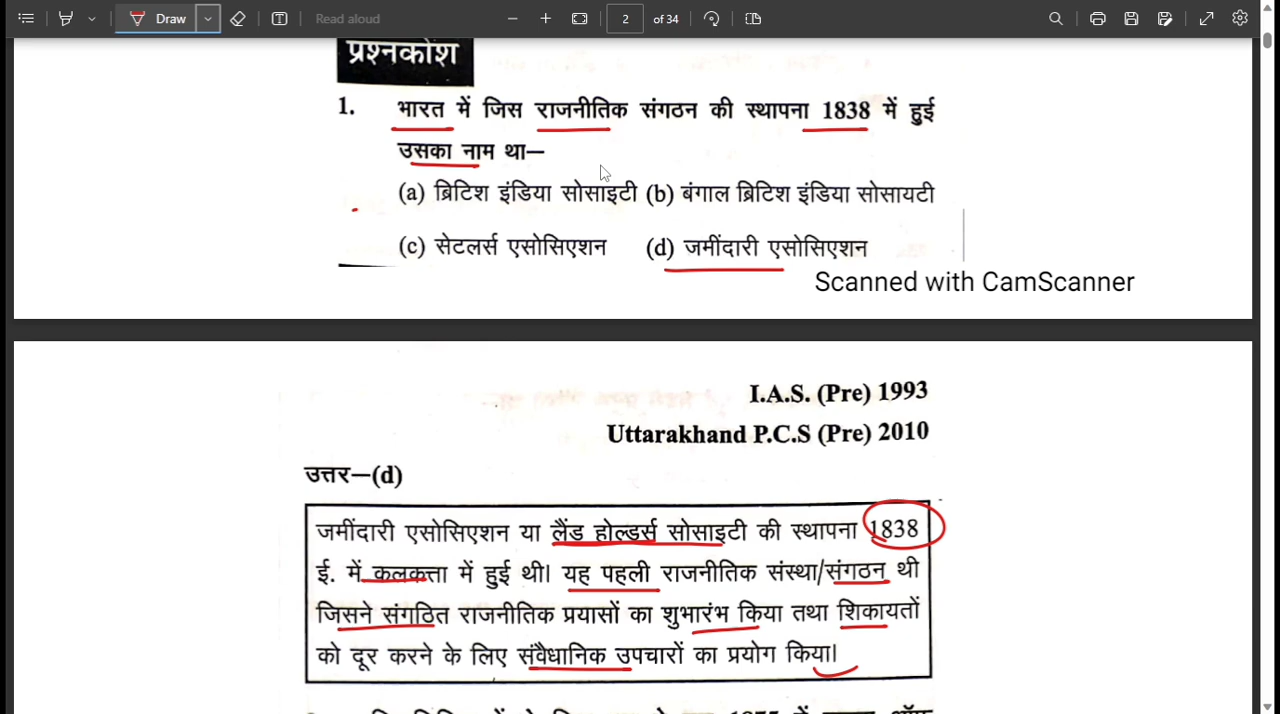 Draw
Read aloud
2 of 34
प्रश्नकोश
1. भारत में जिस राजनीतिक संगठन की स्थापना 1838 में हुई
उसका नाम था—
(a) ब्रिटिश इंडिया सोसाइटी (b) बंगाल ब्रिटिश इंडिया सोसायटी
(c) सेटलर्स एसोसिएशन (d) जमींदारी एसोसिएशन
Scanned with CamScanner
I.A.S. (Pre) 1993
Uttarakhand P.C.S (Pre) 2010
उत्तर—(d)
जमींदारी एसोसिएशन या लैंड होल्डर्स सोसाइटी की स्थापना 1838
ई. में कलकत्ता में हुई थी। यह पहली राजनीतिक संस्था/संगठन थी
जिसने संगठित राजनीतिक प्रयासों का शुभारंभ किया तथा शिकायतों
को दूर करने के लिए संवैधानिक उपचारों का प्रयोग किया।